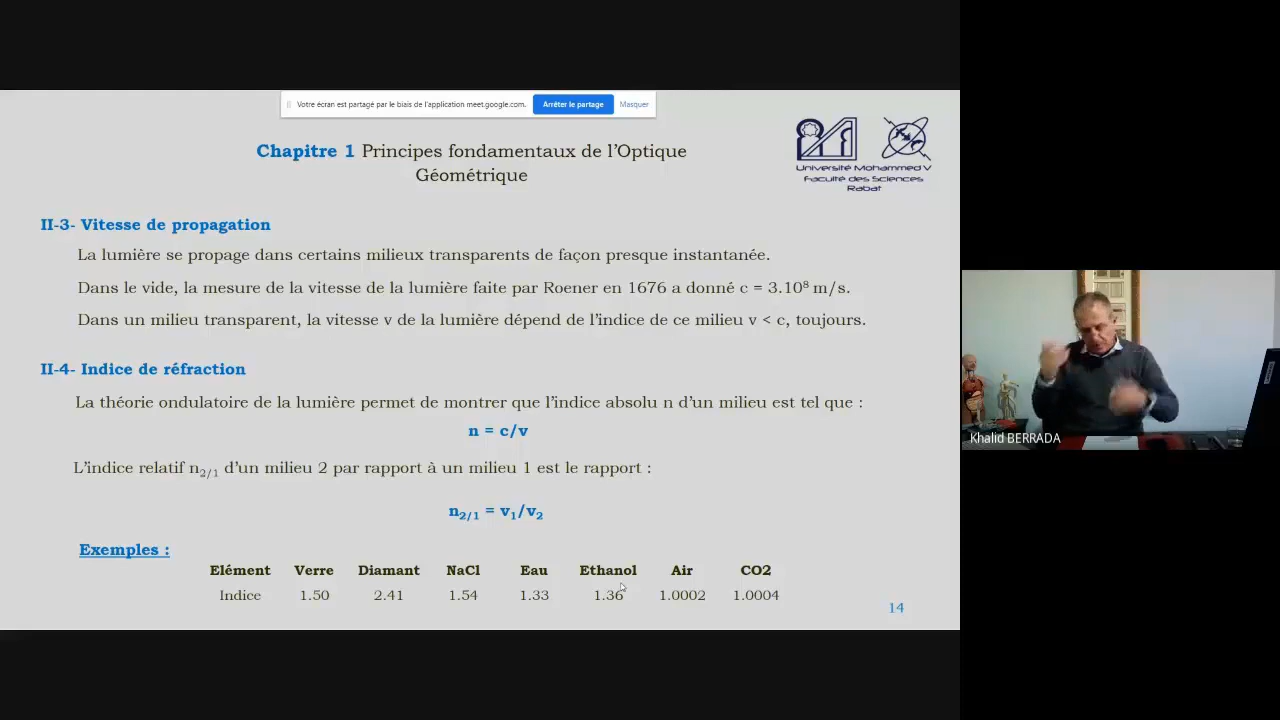 Votre écran est partagé par le biais de l'application meet.google.com.
Arrêter le partage
Masquer
Chapitre 1 Principes fondamentaux de l'Optique
Géométrique
Université Mohammed V
Faculté des Sciences
Rabat
II-3- Vitesse de propagation
La lumière se propage dans certains milieux transparents de façon presque instantanée.
Dans le vide, la mesure de la vitesse de la lumière faite par Roener en 1676 a donné c = 3.10⁸ m/s.
Dans un milieu transparent, la vitesse v de la lumière dépend de l'indice de ce milieu v < c, toujours.
II-4- Indice de réfraction
La théorie ondulatoire de la lumière permet de montrer que l'indice absolu n d'un milieu est tel que :
n = c/v
L'indice relatif n₂/₁ d'un milieu 2 par rapport à un milieu 1 est le rapport :
n₂/₁ = v₁/v₂
Exemples :
Elément Verre Diamant NaCl Eau Ethanol Air CO2
Indice 1.50 2.41 1.54 1.33 1.36 1.0002 1.0004
14
Khalid BERRADA